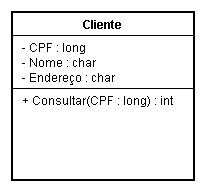 Cliente
- CPF : long
- Nome : char
- Endereço : char
+ Consultar(CPF : long) : int